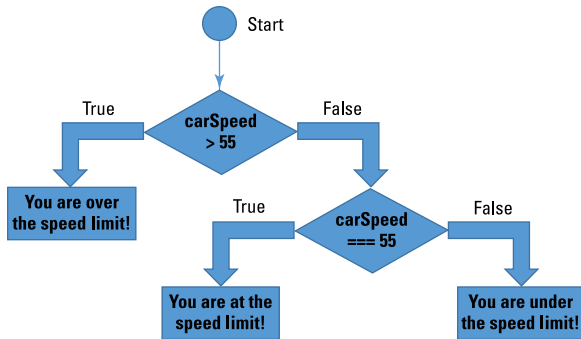 Start
True
False
carSpeed
> 55
You are over
the speed limit!
True
False
carSpeed
=== 55
You are at the
speed limit!
You are under
the speed limit!